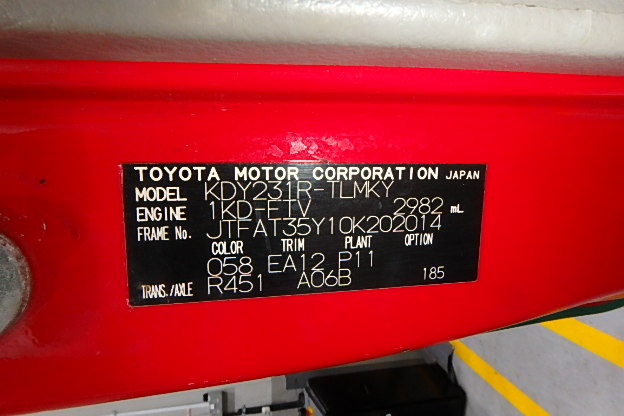 TOYOTA MOTOR CORPORATION JAPAN
MODEL KDY231R-TLMKY
ENGINE 1KD-FTV 2982 mL
FRAME No. JTFAT35Y10K202014
COLOR TRIM PLANT OPTION
058 EA12 P11
TRANS./AXLE R451 A06B 185